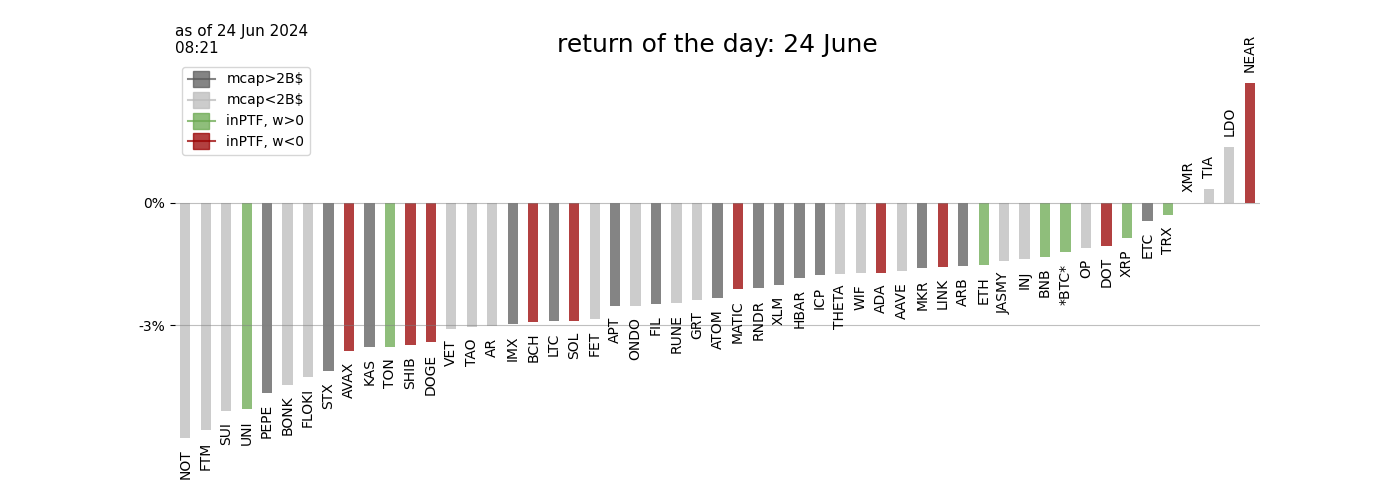 as of 24 Jun 2024
08:21
return of the day: 24 June
mcap>2B$
mcap<2B$
inPTF, w>0
inPTF, w<0
0%
-3%
NOT
FTM
SUI
UNI
PEPE
BONK
FLOKI
STX
AVAX
KAS
TON
SHIB
DOGE
VET
TAO
AR
IMX
BCH
LTC
SOL
FET
APT
ONDO
FIL
RUNE
GRT
ATOM
MATIC
RNDR
XLM
HBAR
ICP
THETA
WIF
ADA
AAVE
MKR
LINK
ARB
ETH
JASMY
INJ
BNB
*BTC*
OP
DOT
XRP
ETC
TRX
XMR
TIA
LDO
NEAR